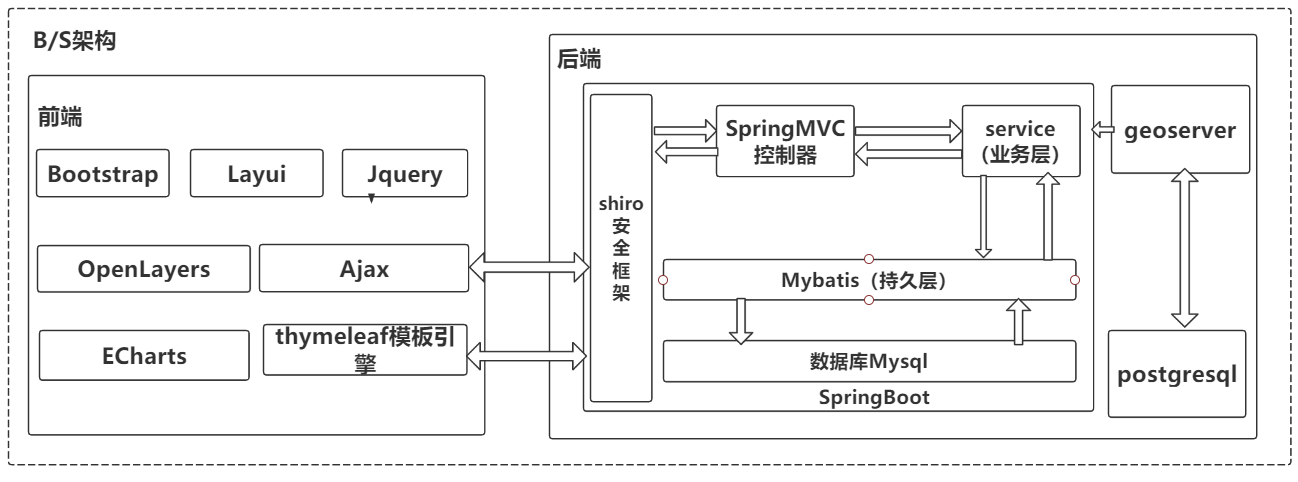 B/S架构
前端
Bootstrap
Layui
Jquery
OpenLayers
Ajax
ECharts
thymeleaf模板引
擎
后端
shiro
安
全
框
架
SpringMVC
控制器
service
（业务层）
Mybatis（持久层）
数据库Mysql
SpringBoot
geoserver
postgresql